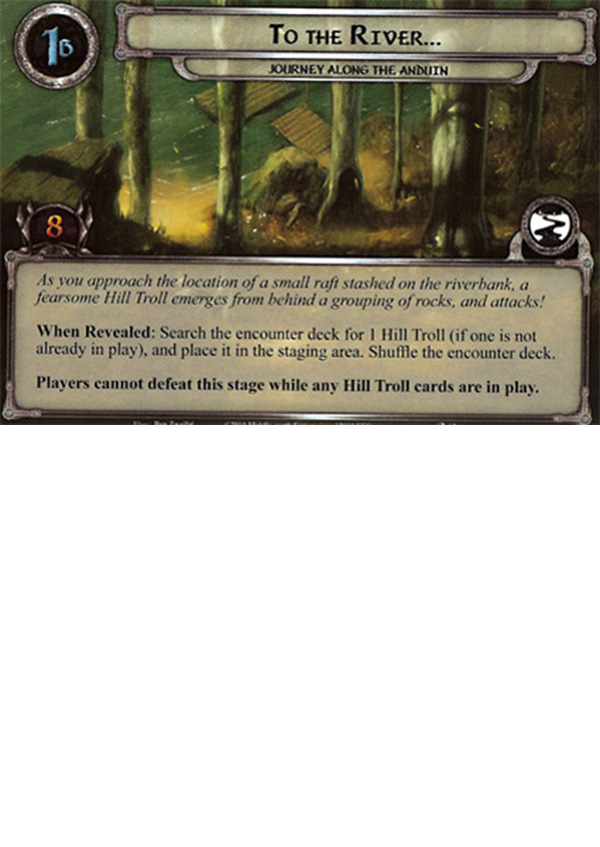 1B
TO THE RIVER...
JOURNEY ALONG THE ANDUIN
8
As you approach the location of a small raft stashed on the riverbank, a
fearsome Hill Troll emerges from behind a grouping of rocks, and attacks!
When Revealed: Search the encounter deck for 1 Hill Troll (if one is not
already in play), and place it in the staging area. Shuffle the encounter deck.
Players cannot defeat this stage while any Hill Troll cards are in play.